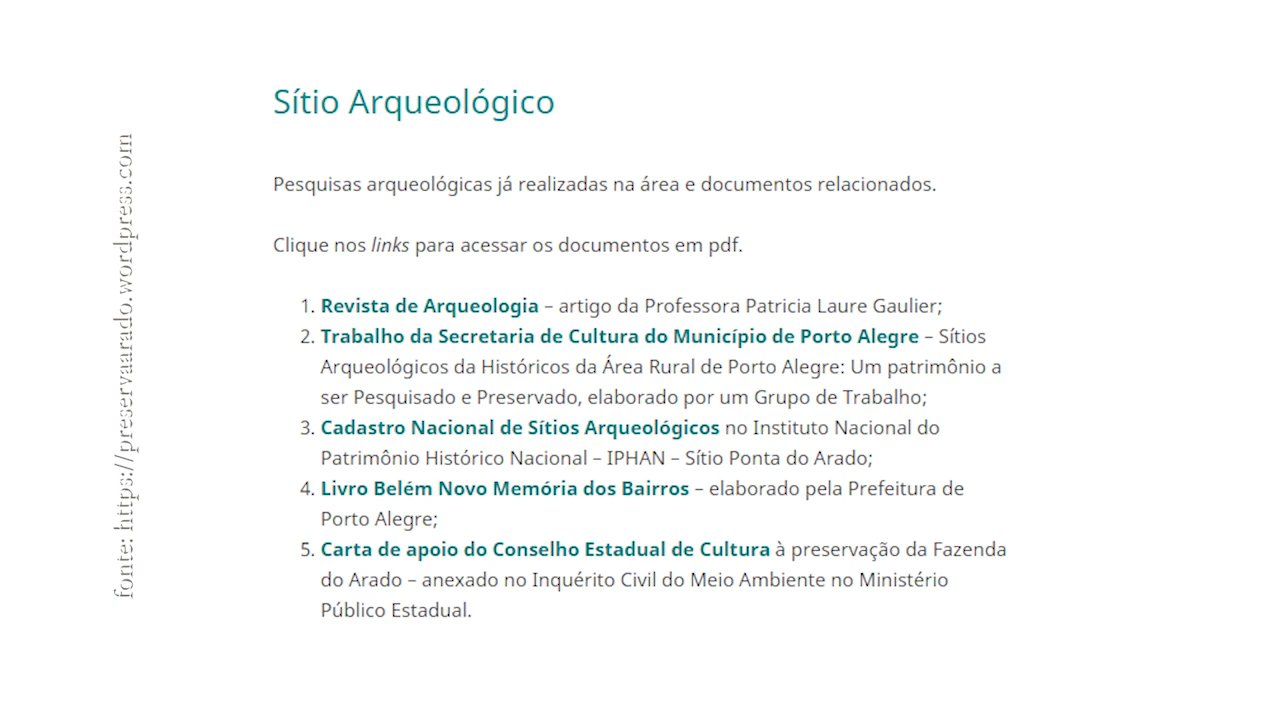 Sítio Arqueológico
Pesquisas arqueológicas já realizadas na área e documentos relacionados.
Clique nos links para acessar os documentos em pdf.
1. Revista de Arqueologia – artigo da Professora Patricia Laure Gaulier;
2. Trabalho da Secretaria de Cultura do Município de Porto Alegre – Sítios
Arqueológicos da Históricos da Área Rural de Porto Alegre: Um patrimônio a
ser Pesquisado e Preservado, elaborado por um Grupo de Trabalho;
3. Cadastro Nacional de Sítios Arqueológicos no Instituto Nacional do
Patrimônio Histórico Nacional – IPHAN – Sítio Ponta do Arado;
4. Livro Belém Novo Memória dos Bairros – elaborado pela Prefeitura de
Porto Alegre;
5. Carta de apoio do Conselho Estadual de Cultura à preservação da Fazenda
do Arado – anexado no Inquérito Civil do Meio Ambiente no Ministério
Público Estadual.
fonte: https://preservaarado.wordpress.com